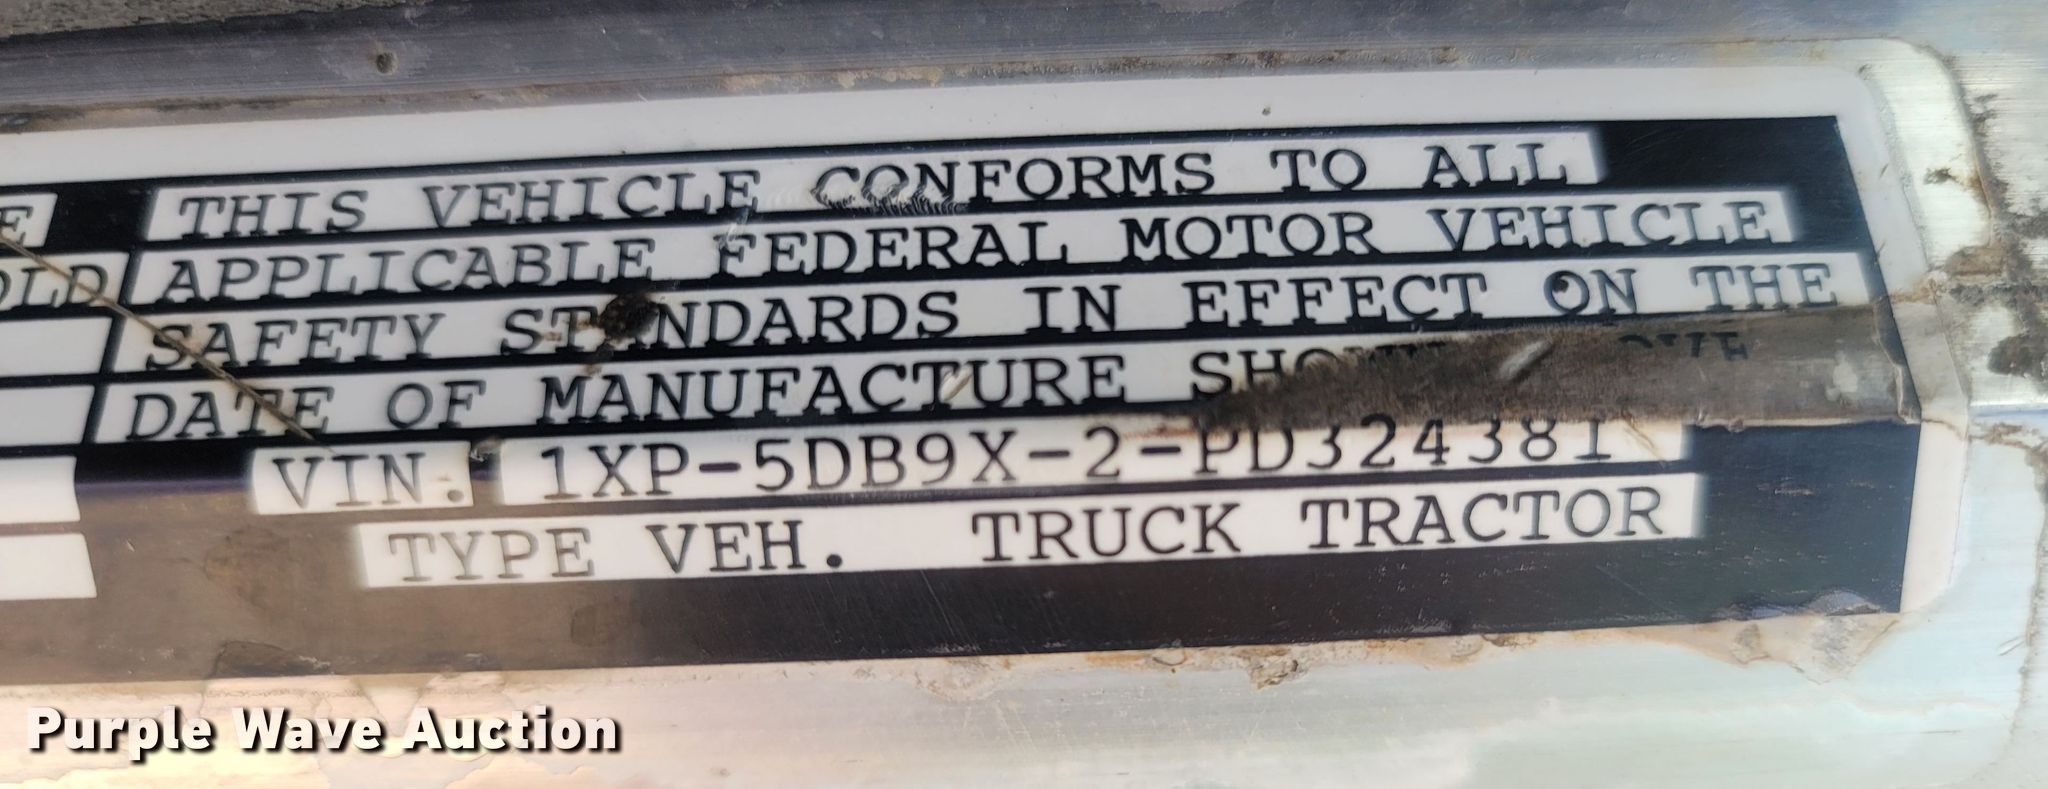 E THIS VEHICLE CONFORMS TO ALL
OLD APPLICABLE FEDERAL MOTOR VEHICLE
SAFETY STANDARDS IN EFFECT ON THE
DATE OF MANUFACTURE
VIN: 1XP-5DB9X-2-PD324381
TYPE VEH. TRUCK TRACTOR
Purple Wave Auction